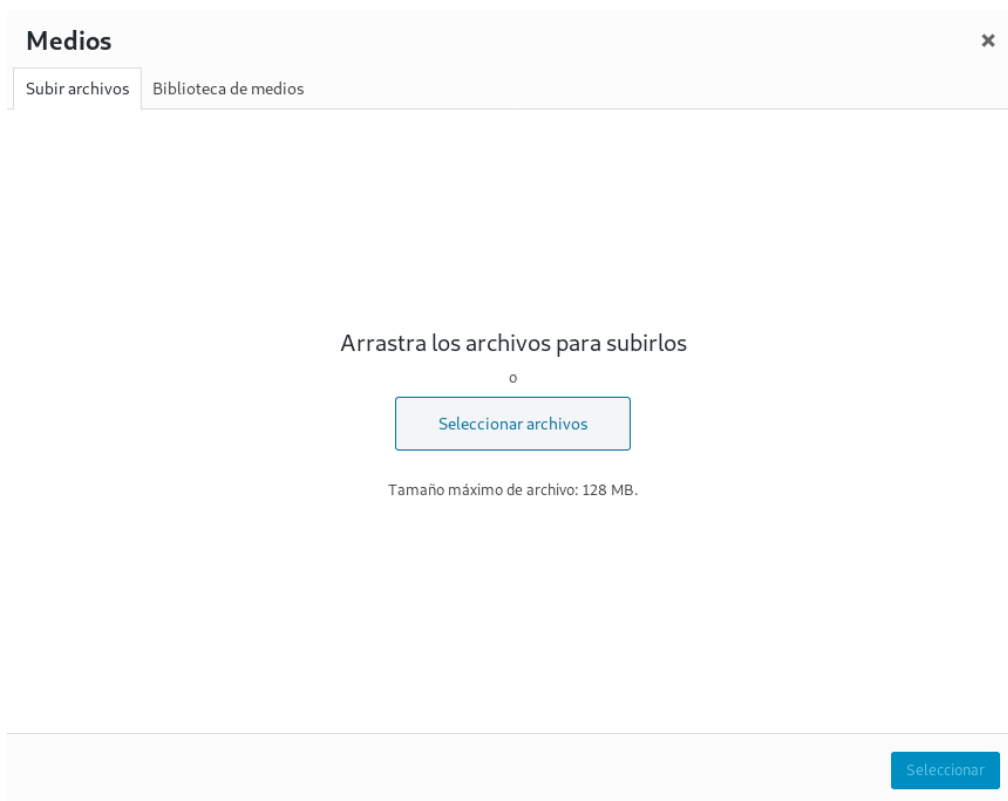 Medios
Subir archivos Biblioteca de medios
Arrastra los archivos para subirlos
o
Seleccionar archivos
Tamaño máximo de archivo: 128 MB.
Seleccionar